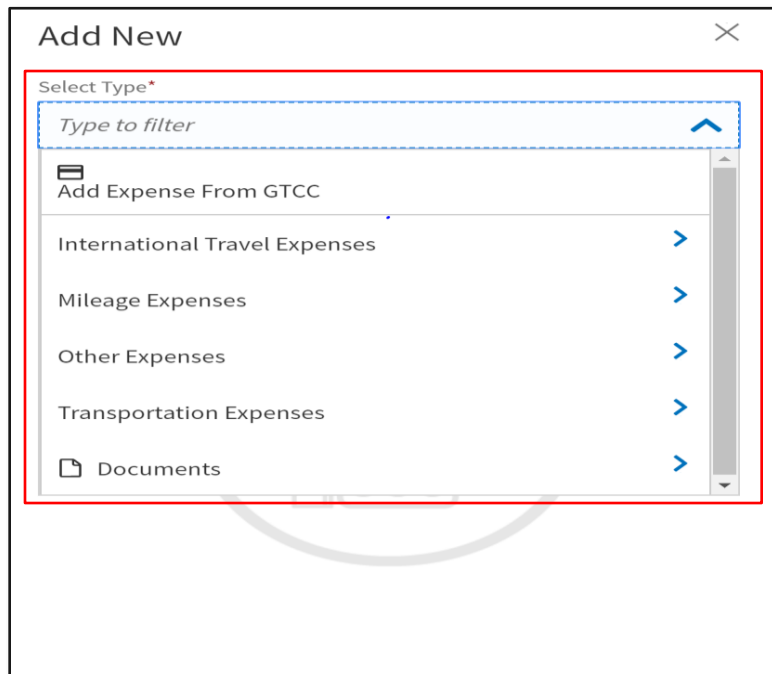 Add New
Select Type*
Type to filter
Add Expense From GTCC
International Travel Expenses
Mileage Expenses
Other Expenses
Transportation Expenses
Documents